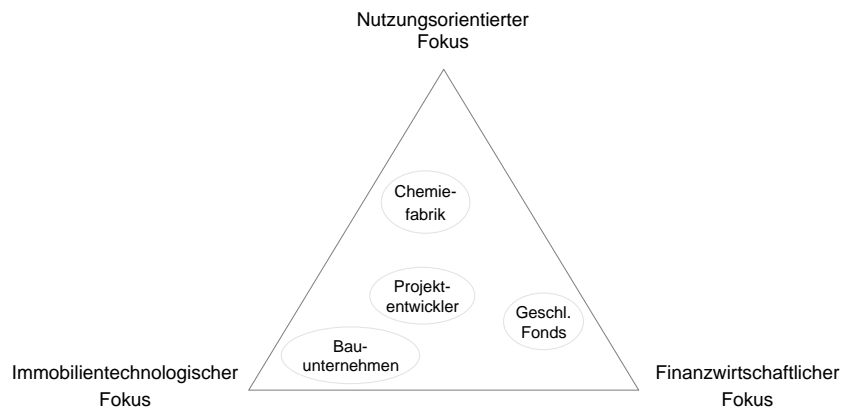 Nutzungsorientierter
Fokus
Chemie-
fabrik
Projekt-
entwickler
Geschl.
Fonds
Bau-
unternehmen
Immobilientechnologischer
Fokus
Finanzwirtschaftlicher
Fokus